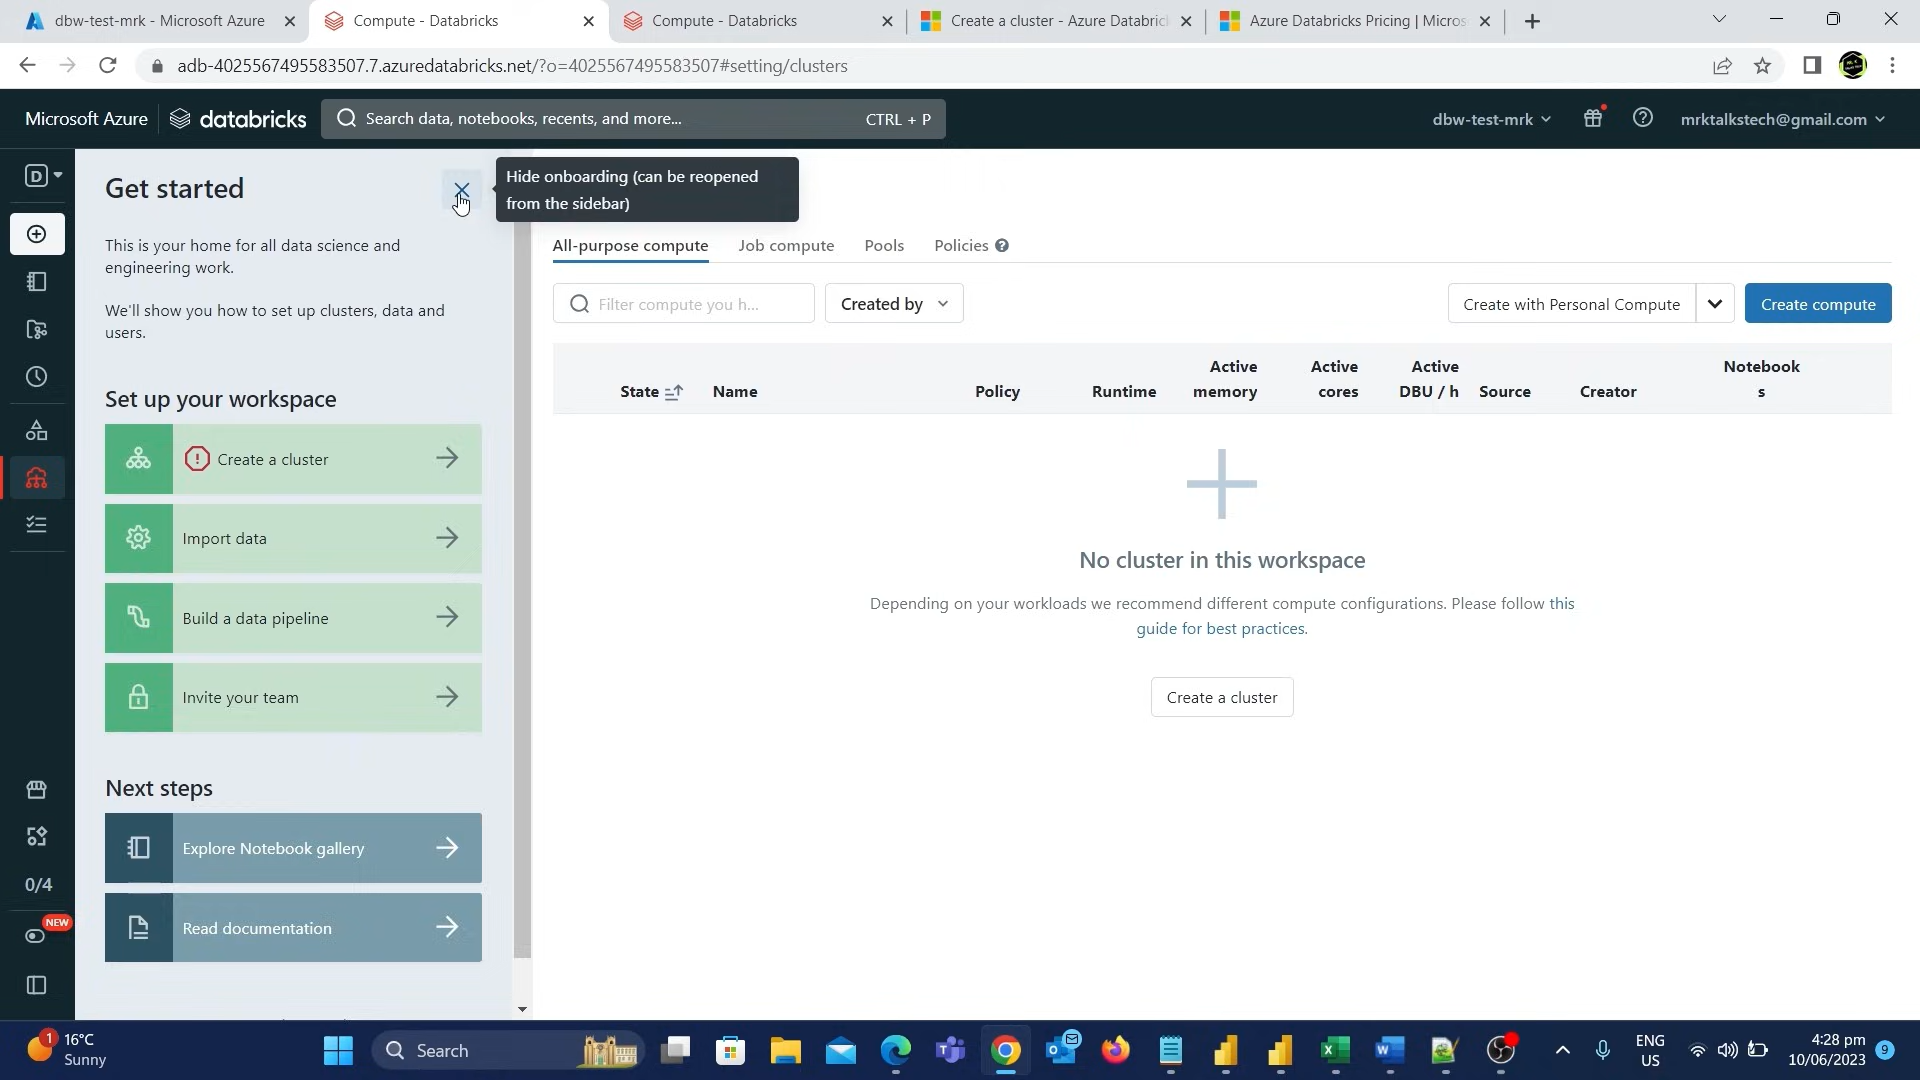 dbw-test-mrk - Microsoft Azure
Compute - Databricks
Compute - Databricks
Create a cluster - Azure Databric
Azure Databricks Pricing | Micros
adb-4025567495583507.7.azuredatabricks.net/?o=4025567495583507#setting/clusters
Microsoft Azure
databricks
Search data, notebooks, recents, and more...
CTRL + P
dbw-test-mrk
mrktalkstech@gmail.com
D
Get started
Hide onboarding (can be reopened
from the sidebar)
This is your home for all data science and
engineering work.
We'll show you how to set up clusters, data and
users.
Set up your workspace
Create a cluster
Import data
Build a data pipeline
Invite your team
Next steps
Explore Notebook gallery
Read documentation
0/4
NEW
All-purpose compute
Job compute
Pools
Policies
Filter compute you h...
Created by
Create with Personal Compute
Create compute
State
Name
Policy
Runtime
Active
memory
Active
cores
Active
DBU / h
Source
Creator
Notebook
s
No cluster in this workspace
Depending on your workloads we recommend different compute configurations. Please follow this
guide for best practices.
Create a cluster
1
16°C
Sunny
Search
ENG
US
4:28 pm
10/06/2023
9